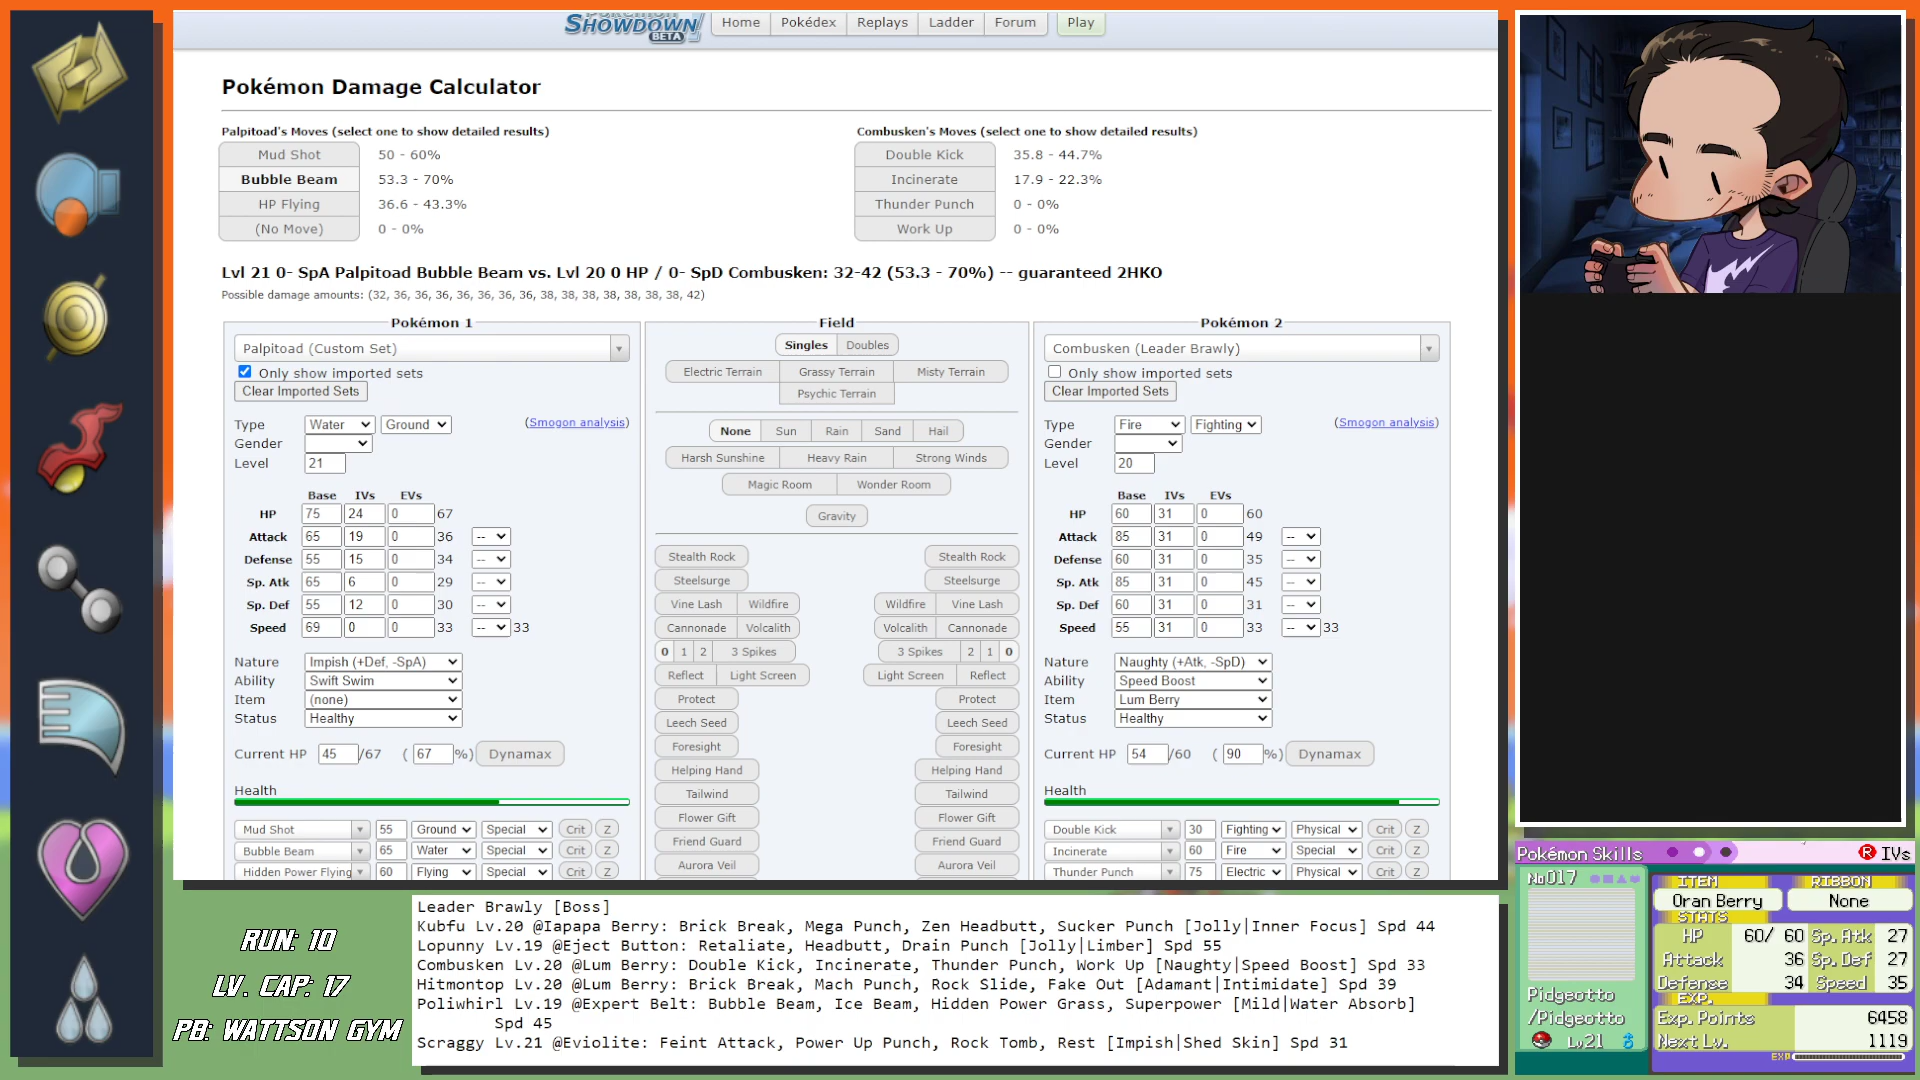 Pokémon
SHOWDOWN
BETA
Home
Pokédex
Replays
Ladder
Forum
Play
Pokémon Damage Calculator
Palpitoad's Moves (select one to show detailed results)
Mud Shot 50 - 60%
Bubble Beam 53.3 - 70%
HP Flying 36.6 - 43.3%
(No Move) 0 - 0%
Combusken's Moves (select one to show detailed results)
Double Kick 35.8 - 44.7%
Incinerate 17.9 - 22.3%
Thunder Punch 0 - 0%
Work Up 0 - 0%
Lvl 21 0- SpA Palpitoad Bubble Beam vs. Lvl 20 0 HP / 0- SpD Combusken: 32-42 (53.3 - 70%) -- guaranteed 2HKO
Possible damage amounts: (32, 36, 36, 36, 36, 36, 36, 36, 38, 38, 38, 38, 38, 38, 38, 42)
Pokémon 1
Palpitoad (Custom Set)
Only show imported sets
Clear Imported Sets
Type Water Ground (Smogon analysis)
Gender
Level 21
Base IVs EVs
HP 75 24 0 67
Attack 65 19 0 36 --
Defense 55 15 0 34 --
Sp. Atk 65 6 0 29 --
Sp. Def 55 12 0 30 --
Speed 69 0 0 33 -- 33
Nature Impish (+Def, -SpA)
Ability Swift Swim
Item (none)
Status Healthy
Current HP 45 /67 ( 67 %) Dynamax
Health
Mud Shot 55 Ground Special Crit Z
Bubble Beam 65 Water Special Crit Z
Hidden Power Flying 60 Flying Special Crit Z
Field
Singles Doubles
Electric Terrain Grassy Terrain Misty Terrain
Psychic Terrain
None Sun Rain Sand Hail
Harsh Sunshine Heavy Rain Strong Winds
Magic Room Wonder Room
Gravity
Stealth Rock Stealth Rock
Steelsurge Steelsurge
Vine Lash Wildfire Wildfire Vine Lash
Cannonade Volcalith Volcalith Cannonade
0 1 2 3 Spikes 3 Spikes 2 1 0
Reflect Light Screen Light Screen Reflect
Protect Protect
Leech Seed Leech Seed
Foresight Foresight
Helping Hand Helping Hand
Tailwind Tailwind
Flower Gift Flower Gift
Friend Guard Friend Guard
Aurora Veil Aurora Veil
Pokémon 2
Combusken (Leader Brawly)
Only show imported sets
Clear Imported Sets
Type Fire Fighting (Smogon analysis)
Gender
Level 20
Base IVs EVs
HP 60 31 0 60
Attack 85 31 0 49 --
Defense 60 31 0 35 --
Sp. Atk 85 31 0 45 --
Sp. Def 60 31 0 31 --
Speed 55 31 0 33 -- 33
Nature Naughty (+Atk, -SpD)
Ability Speed Boost
Item Lum Berry
Status Healthy
Current HP 54 /60 ( 90 %) Dynamax
Health
Double Kick 30 Fighting Physical Crit Z
Incinerate 60 Fire Special Crit Z
Thunder Punch 75 Electric Physical Crit Z
RUN: 10
LV. CAP: 17
PB: WATTSON GYM
Leader Brawly [Boss]
Kubfu Lv.20 @Iapapa Berry: Brick Break, Mega Punch, Zen Headbutt, Sucker Punch [Jolly|Inner Focus] Spd 44
Lopunny Lv.19 @Eject Button: Retaliate, Headbutt, Drain Punch [Jolly|Limber] Spd 55
Combusken Lv.20 @Lum Berry: Double Kick, Incinerate, Thunder Punch, Work Up [Naughty|Speed Boost] Spd 33
Hitmontop Lv.20 @Lum Berry: Brick Break, Mach Punch, Rock Slide, Fake Out [Adamant|Intimidate] Spd 39
Poliwhirl Lv.19 @Expert Belt: Bubble Beam, Ice Beam, Hidden Power Grass, Superpower [Mild|Water Absorb]
Spd 45
Scraggy Lv.21 @Eviolite: Feint Attack, Power Up Punch, Rock Tomb, Rest [Impish|Shed Skin] Spd 31
Pokémon Skills
R IVs
No017
Pidgeotto
/Pidgeotto
Lv21 ♂
ITEM RIBBON
Oran Berry None
STATS
HP 60/ 60 Sp. Atk 27
Attack 36 Sp. Def 27
Defense 34 Speed 35
EXP.
Exp. Points 6458
Next Lv. 1119
EXP